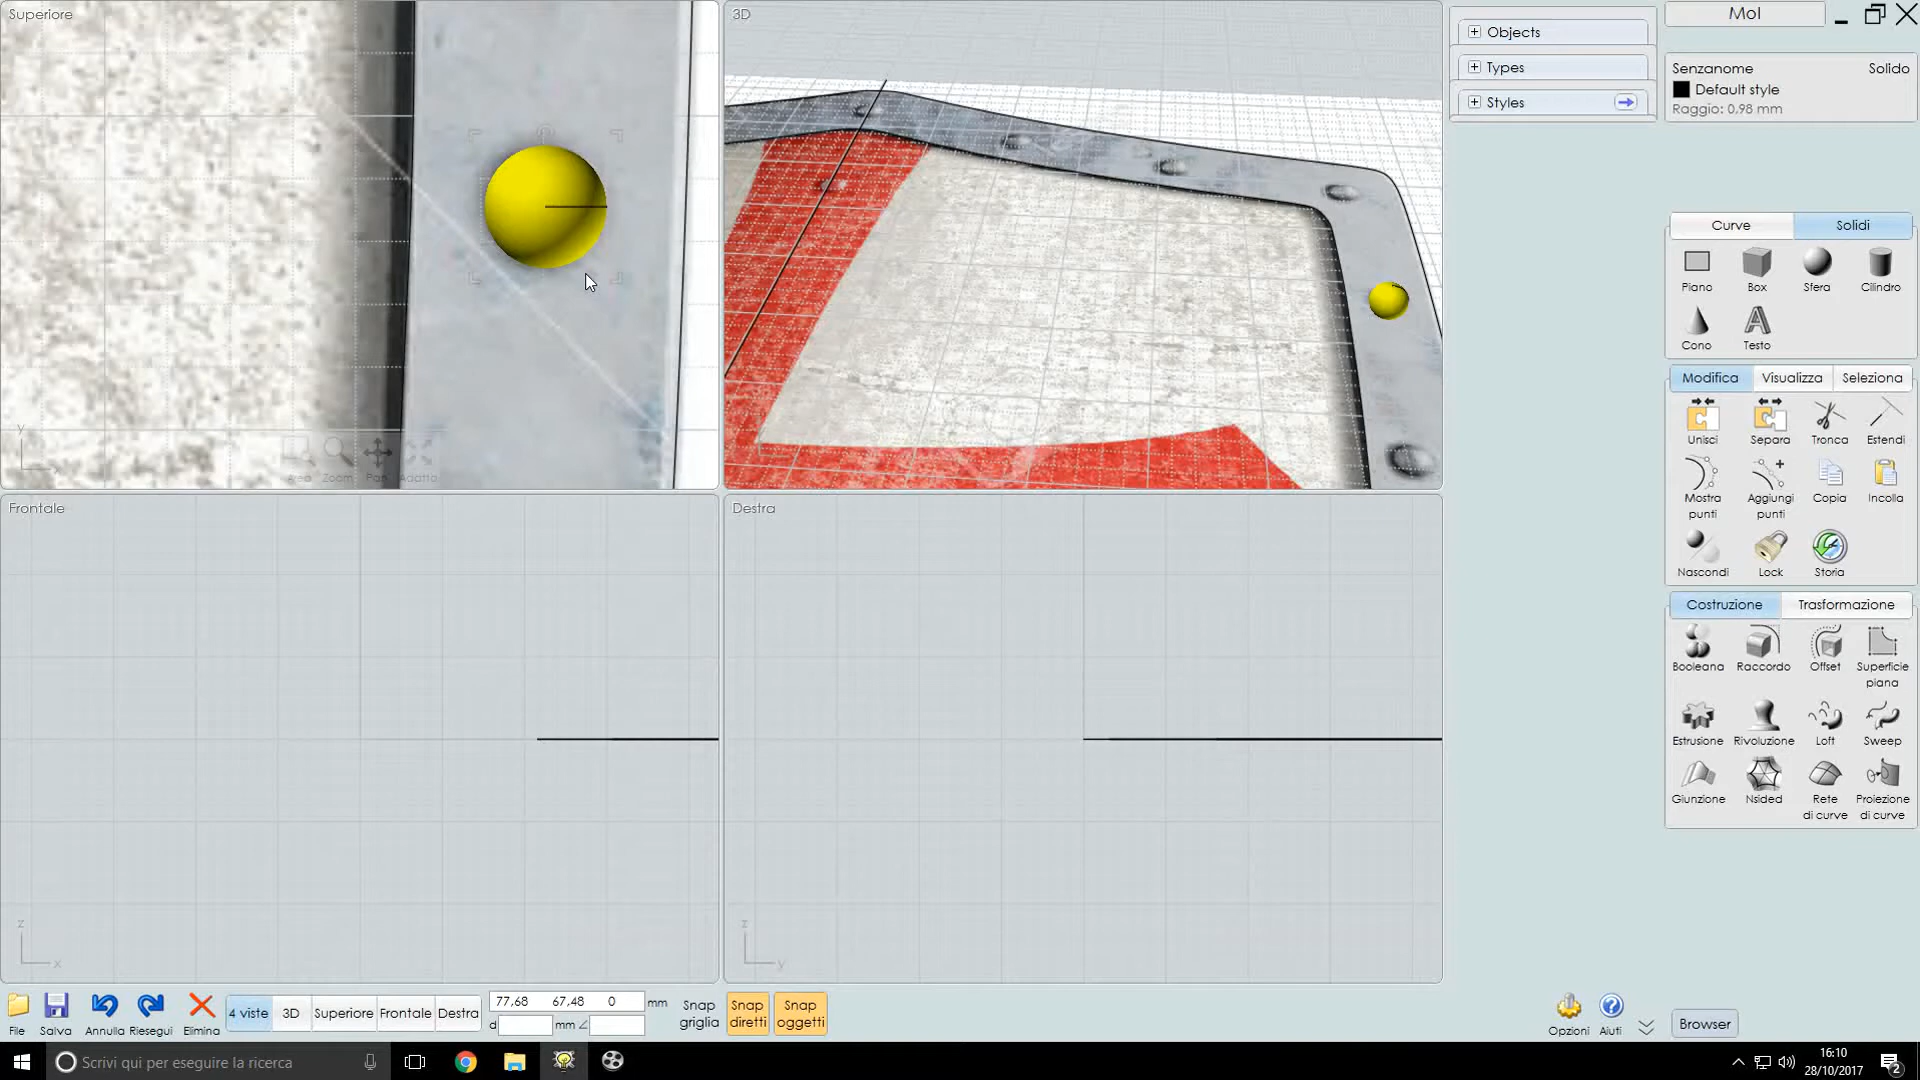 Superiore
3D
Objects
Types
Styles
MoI
Senzanome Solido
Default style
Raggio: 0,98 mm
Curve Solidi
Piano Box Sfera Cilindro
Cono Testo
Modifica Visualizza Seleziona
Unisci Separa Tronca Estendi
Mostra punti Aggiungi punti Copia Incolla
Nascondi Lock Storia
Costruzione Trasformazione
Booleana Raccordo Offset Superficie piana
Estrusione Rivoluzione Loft Sweep
Giunzione Nsided Rete di curve Proiezione di curve
Area Zoom Pan Adatta
y
Frontale
Destra
z
x
z
y
File Salva Annulla Riesegui Elimina
4 viste 3D Superiore Frontale Destra
77,68 67,48 0 mm
d mm
Snap griglia
Snap diretti
Snap oggetti
Opzioni Aiuti
Browser
Scrivi qui per eseguire la ricerca
16:10
28/10/2017
2